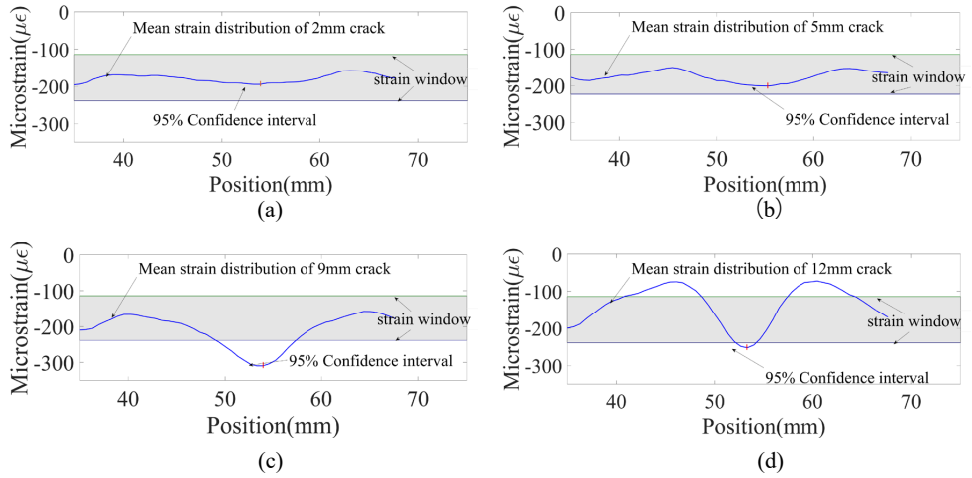 0
-100
-200
-300
Microstrain(με)
Mean strain distribution of 2mm crack
strain window
95% Confidence interval
40 50 60 70
Position(mm)
(a)
0
-100
-200
-300
Microstrain(με)
Mean strain distribution of 5mm crack
strain window
95% Confidence interval
40 50 60 70
Position(mm)
(b)
0
-100
-200
-300
Microstrain(με)
Mean strain distribution of 9mm crack
strain window
95% Confidence interval
40 50 60 70
Position(mm)
(c)
0
-100
-200
-300
Microstrain(με)
Mean strain distribution of 12mm crack
strain window
95% Confidence interval
40 50 60 70
Position(mm)
(d)